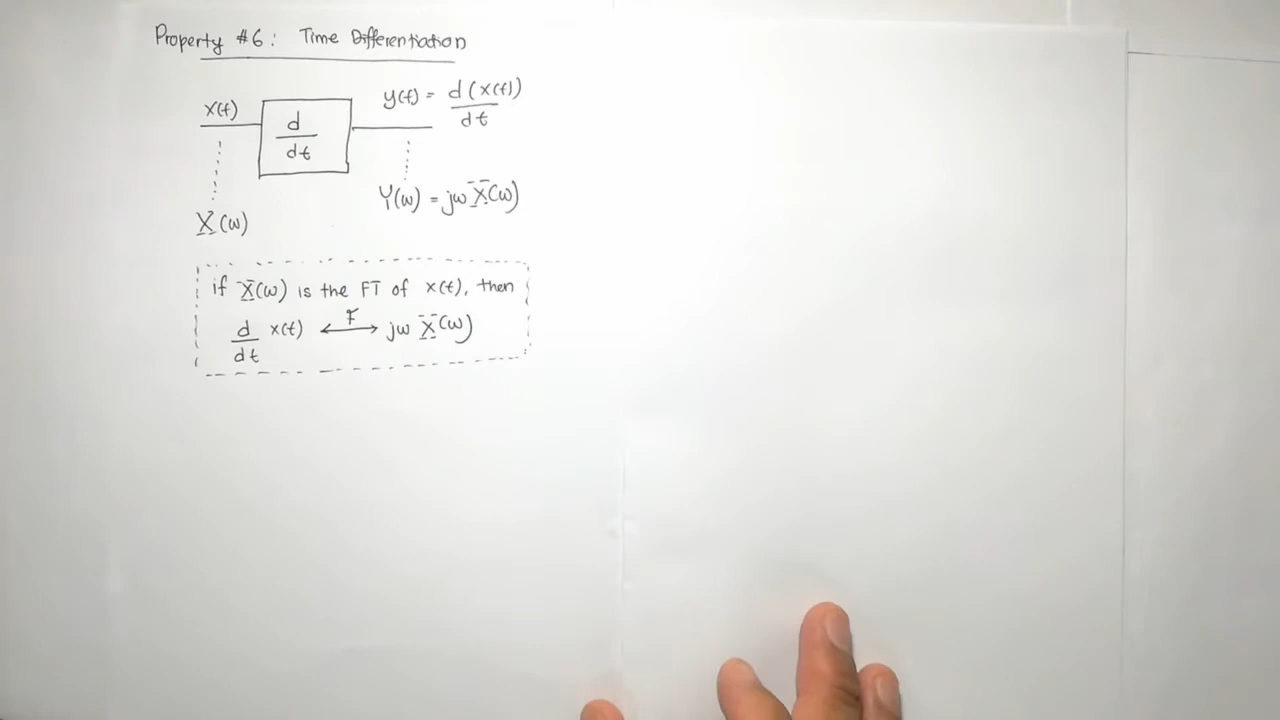 Property #6: Time Differentiation
x(t)
d
dt
y(t) = d(x(t))
dt
X(ω)
Y(ω) = jω X(ω)
if X(ω) is the FT of x(t), then
d
dt
x(t) ⟷ jω X(ω)
F